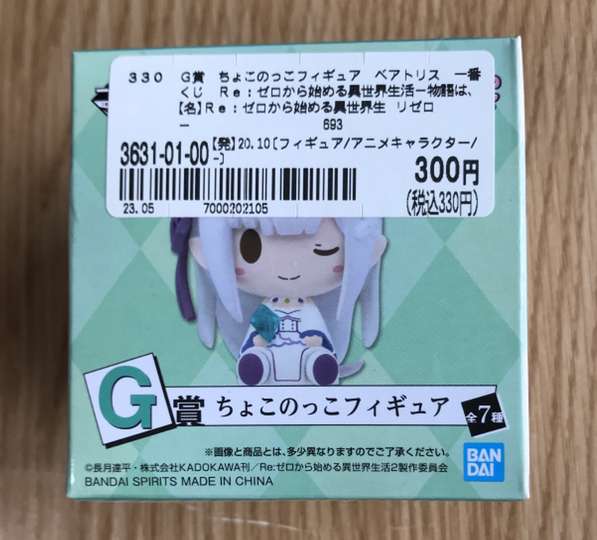 330 G賞 ちょこのっこフィギュア ベアトリス 一番
くじ Re:ゼロから始める異世界生活ー物語は、
【名】Re:ゼロから始める異世界生 リゼロ
ー 693
3631-01-00
【発】20.10〔フィギュア/アニメキャラクター/
-〕
300円
(税込330円)
23.05 7000202105
G賞 ちょこのっこフィギュア 全7種
※画像と商品とは、多少異なりますのでご了承ください。
BAN
DAI
©長月達平・株式会社KADOKAWA刊/Re:ゼロから始める異世界生活2製作委員会
BANDAI SPIRITS MADE IN CHINA